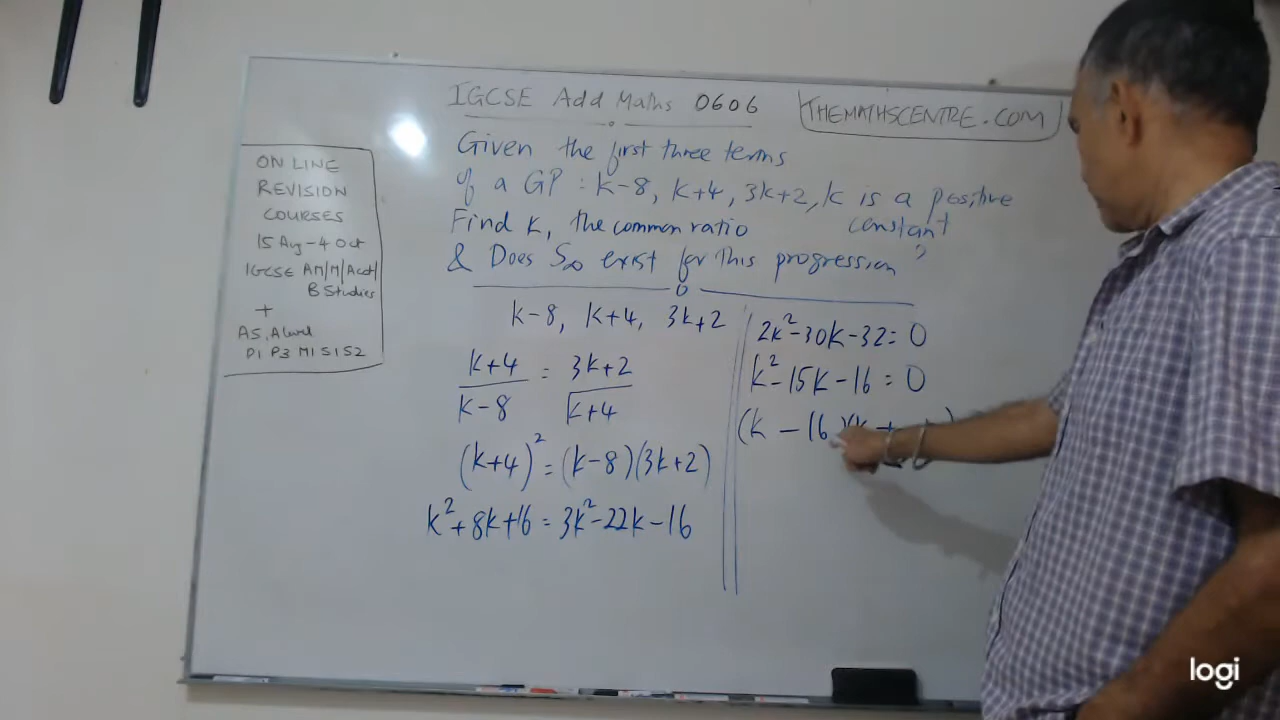 IGCSE Add Maths 0606
THEMATHSCENTRE.COM
Given the first three terms
of a GP : k-8, k+4, 3k+2, k is a positive
constant
Find k, the common ratio
& Does S∞ exist for this progression ?
ON LINE
REVISION
COURSES
15 Aug - 4 Oct
IGCSE AM/M/Acct/
B Studies
+
AS, A level
P1 P3 M1 S1 S2
k-8, k+4, 3k+2
k+4 = 3k+2
k-8 k+4
(k+4)² = (k-8)(3k+2)
k²+8k+16 = 3k²-22k-16
2k²-30k-32=0
k²-15k-16=0
(k-16)(k+
logi